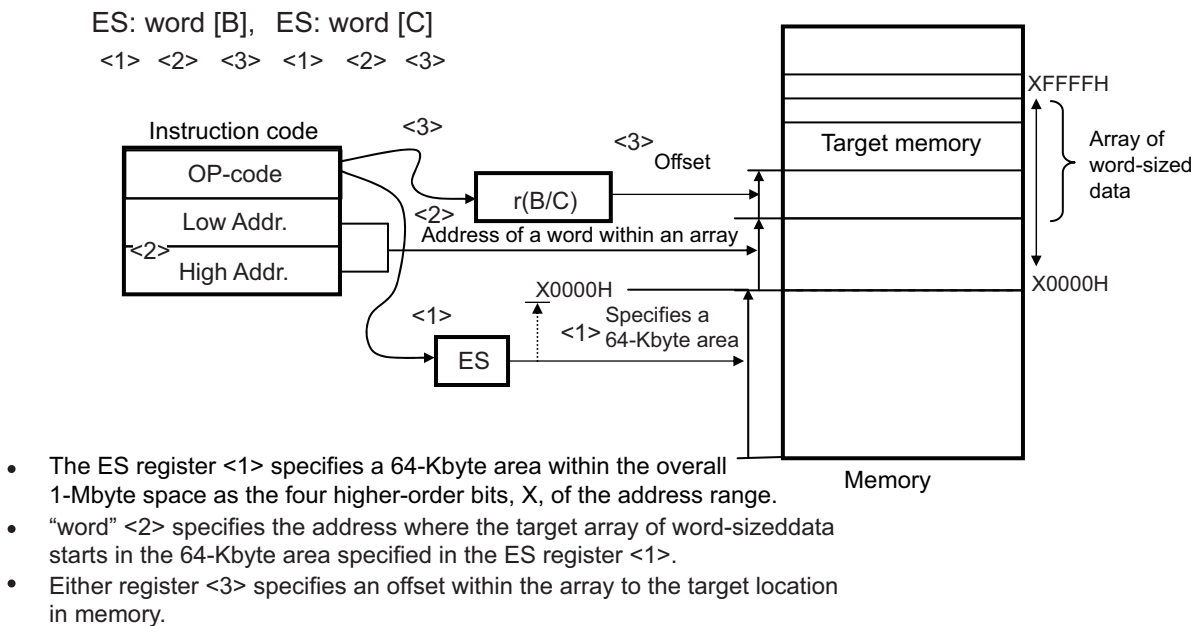 ES: word [B], ES: word [C]
<1> <2> <3> <1> <2> <3>
XFFFFH
Instruction code
<3>
<3>
Offset
Target memory
Array of
word-sized
data
OP-code
r(B/C)
Low Addr.
<2>
Address of a word within an array
<2>
High Addr.
X0000H
X0000H
<1>
<1>
Specifies a
64-Kbyte area
ES
Memory
• The ES register <1> specifies a 64-Kbyte area within the overall
1-Mbyte space as the four higher-order bits, X, of the address range.
• “word” <2> specifies the address where the target array of word-sizeddata
starts in the 64-Kbyte area specified in the ES register <1>.
• Either register <3> specifies an offset within the array to the target location
in memory.